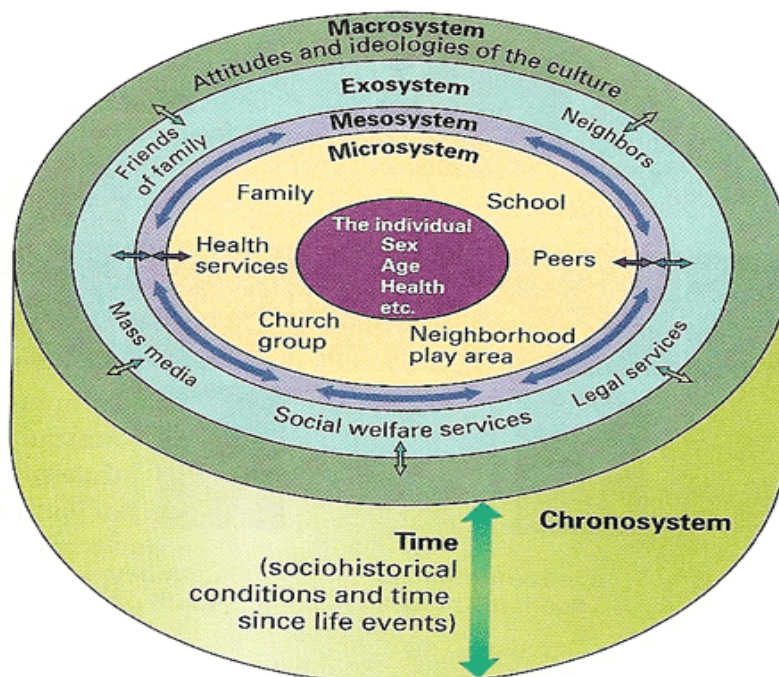 Macrosystem
Attitudes and ideologies of the culture
Exosystem
Mesosystem
Microsystem
Friends
of family
Neighbors
Family
School
The individual
Sex
Age
Health
etc.
Health
services
Peers
Church
group
Neighborhood
play area
Mass media
Social welfare services
Legal services
Chronosystem
Time
(sociohistorical
conditions and time
since life events)